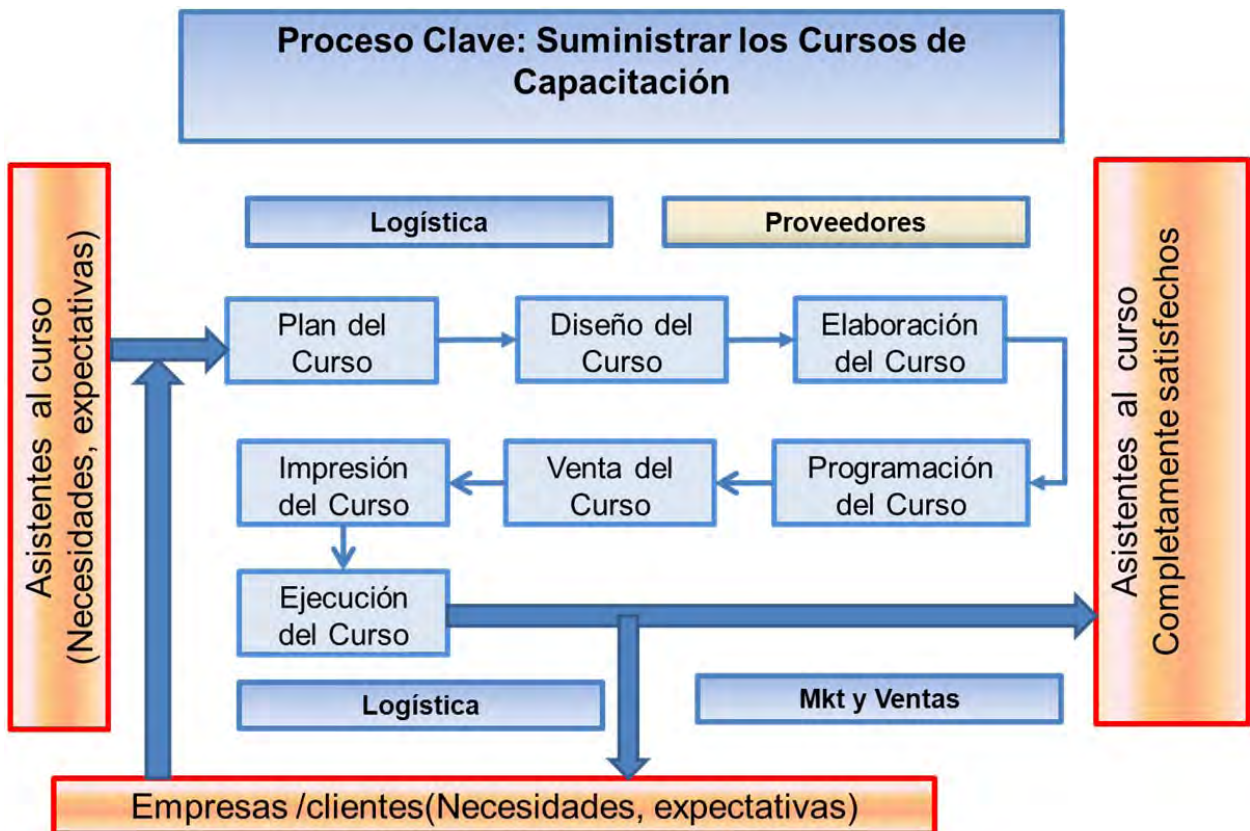 Proceso Clave: Suministrar los Cursos de
Capacitación
Asistentes al curso
(Necesidades, expectativas)
Logística
Proveedores
Plan del
Curso
Diseño del
Curso
Elaboración
del Curso
Impresión
del Curso
Venta del
Curso
Programación
del Curso
Ejecución
del Curso
Logística
Mkt y Ventas
Asistentes al curso
Completamente satisfechos
Empresas /clientes(Necesidades, expectativas)